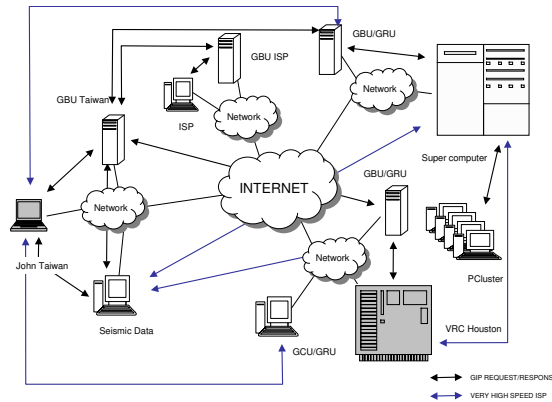 GBU/GRU
GBU ISP
GBU Taiwan
ISP
Network
Network
Super computer
GBU/GRU
INTERNET
Network
PCluster
John Taiwan
Network
Seismic Data
GCU/GRU
VRC Houston
GIP REQUEST/RESPONS
VERY HIGH SPEED ISP